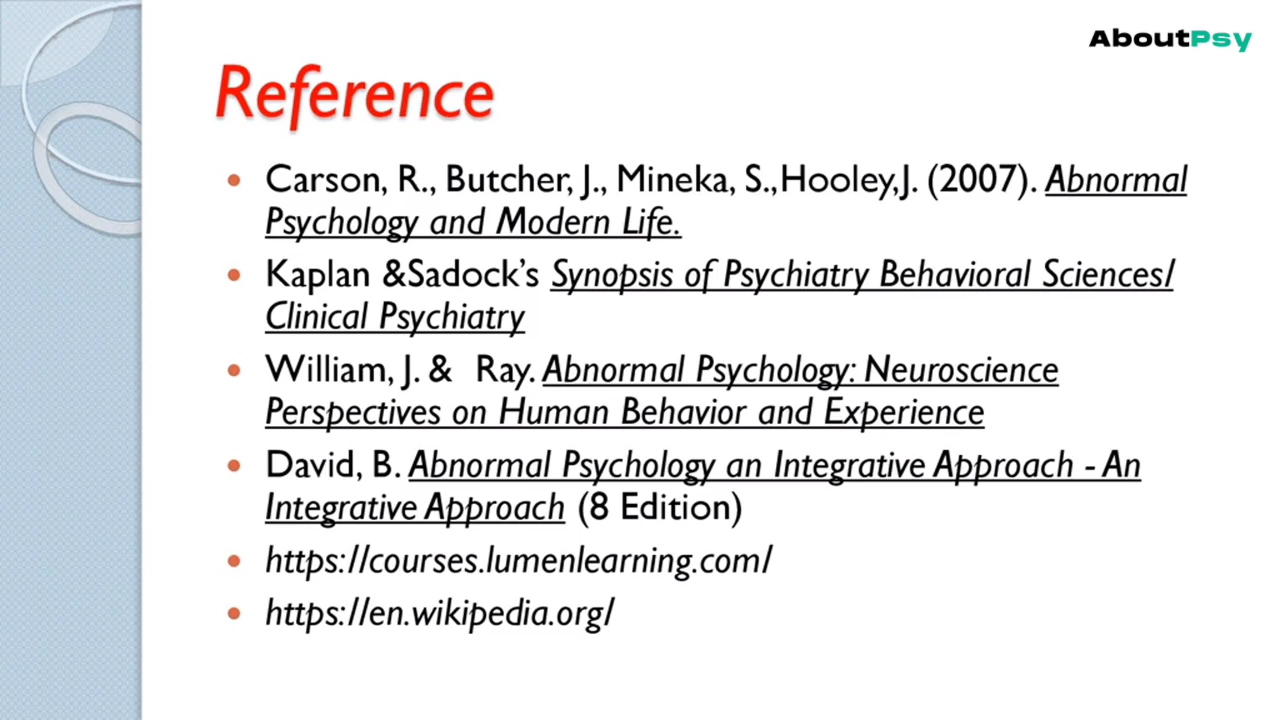 AboutPsy
Reference
• Carson, R., Butcher, J., Mineka, S.,Hooley,J. (2007). Abnormal
Psychology and Modern Life.
• Kaplan &Sadock's Synopsis of Psychiatry Behavioral Sciences/
Clinical Psychiatry
• William, J. & Ray. Abnormal Psychology: Neuroscience
Perspectives on Human Behavior and Experience
• David, B. Abnormal Psychology an Integrative Approach - An
Integrative Approach (8 Edition)
• https://courses.lumenlearning.com/
• https://en.wikipedia.org/